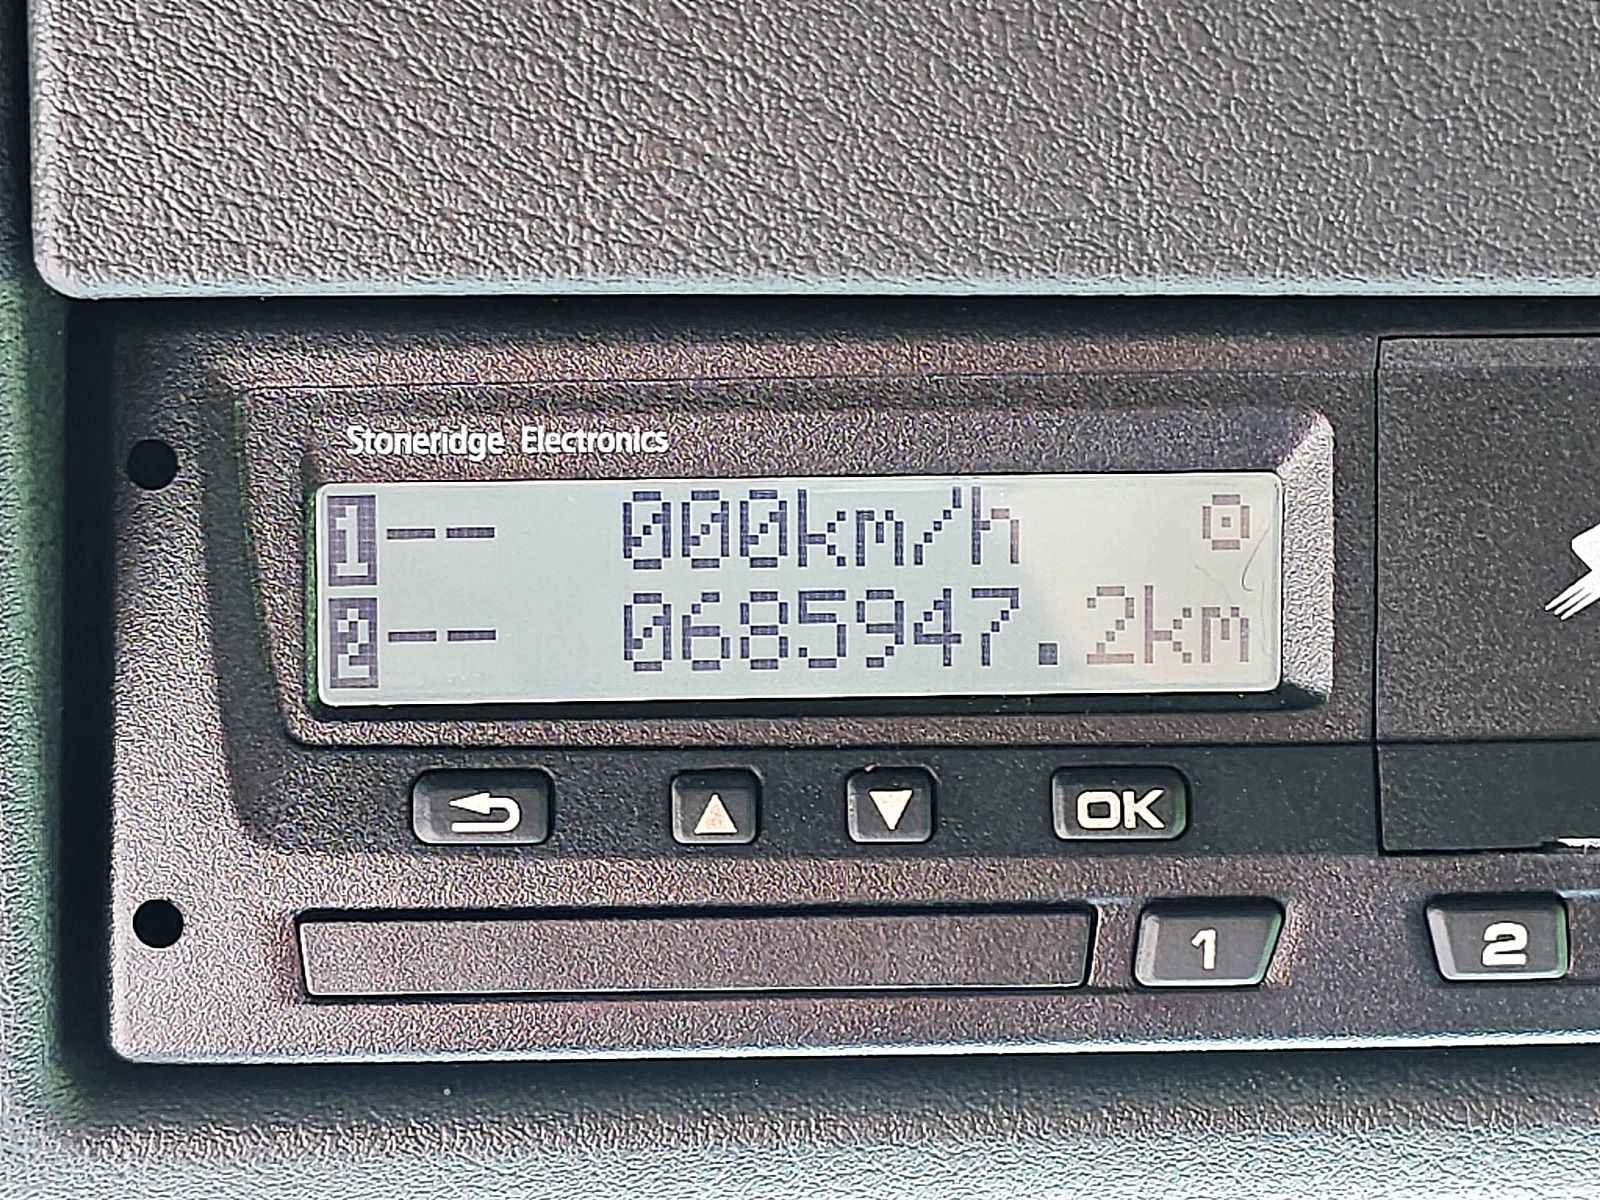 Stoneridge Electronics
1-- 000km/h
2-- 0685947.2km
OK
1
2